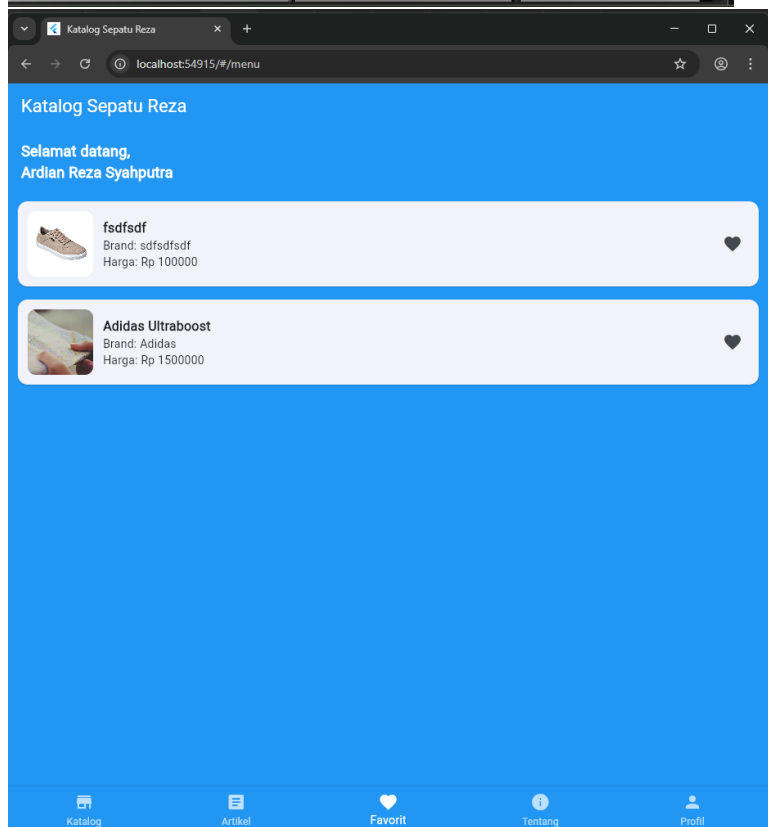 Katalog Sepatu Reza
localhost:54915/#/menu
Katalog Sepatu Reza
Selamat datang,
Ardian Reza Syahputra
fsdfsdf
Brand: sdfsdfsdf
Harga: Rp 100000
Adidas Ultraboost
Brand: Adidas
Harga: Rp 1500000
Katalog
Artikel
Favorit
Tentang
Profil